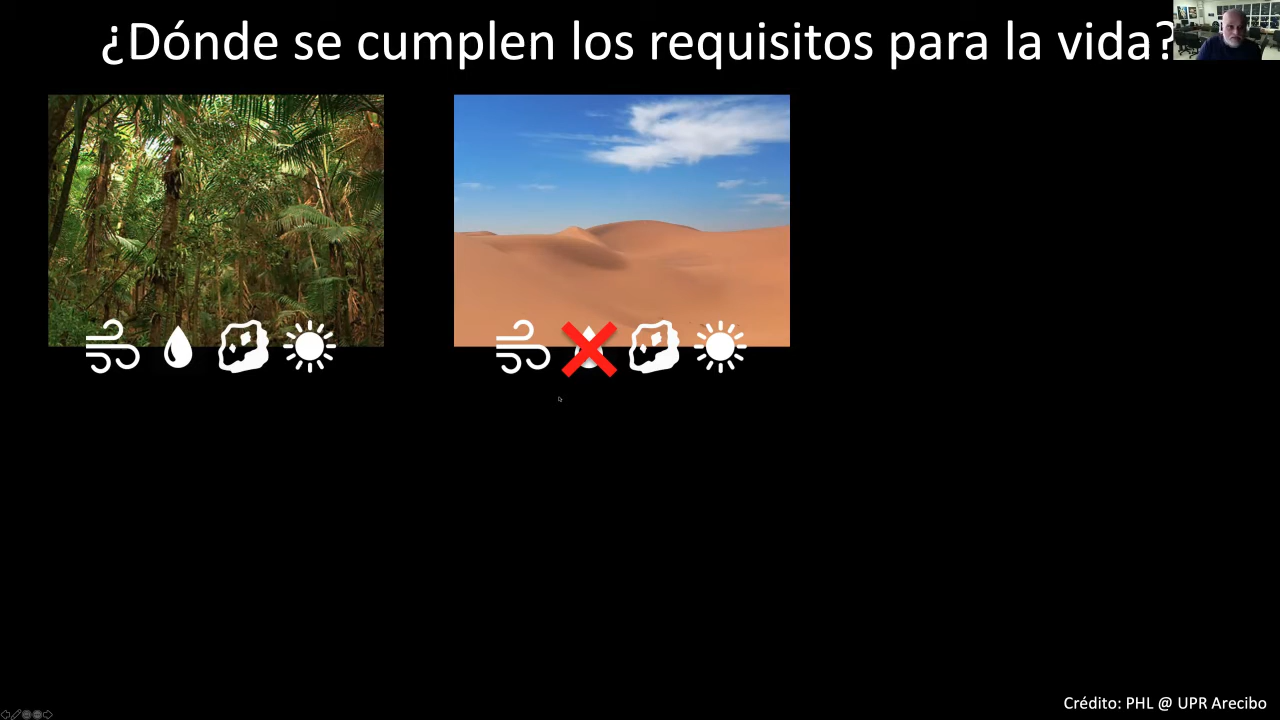 ¿Dónde se cumplen los requisitos para la vida?
Crédito: PHL @ UPR Arecibo